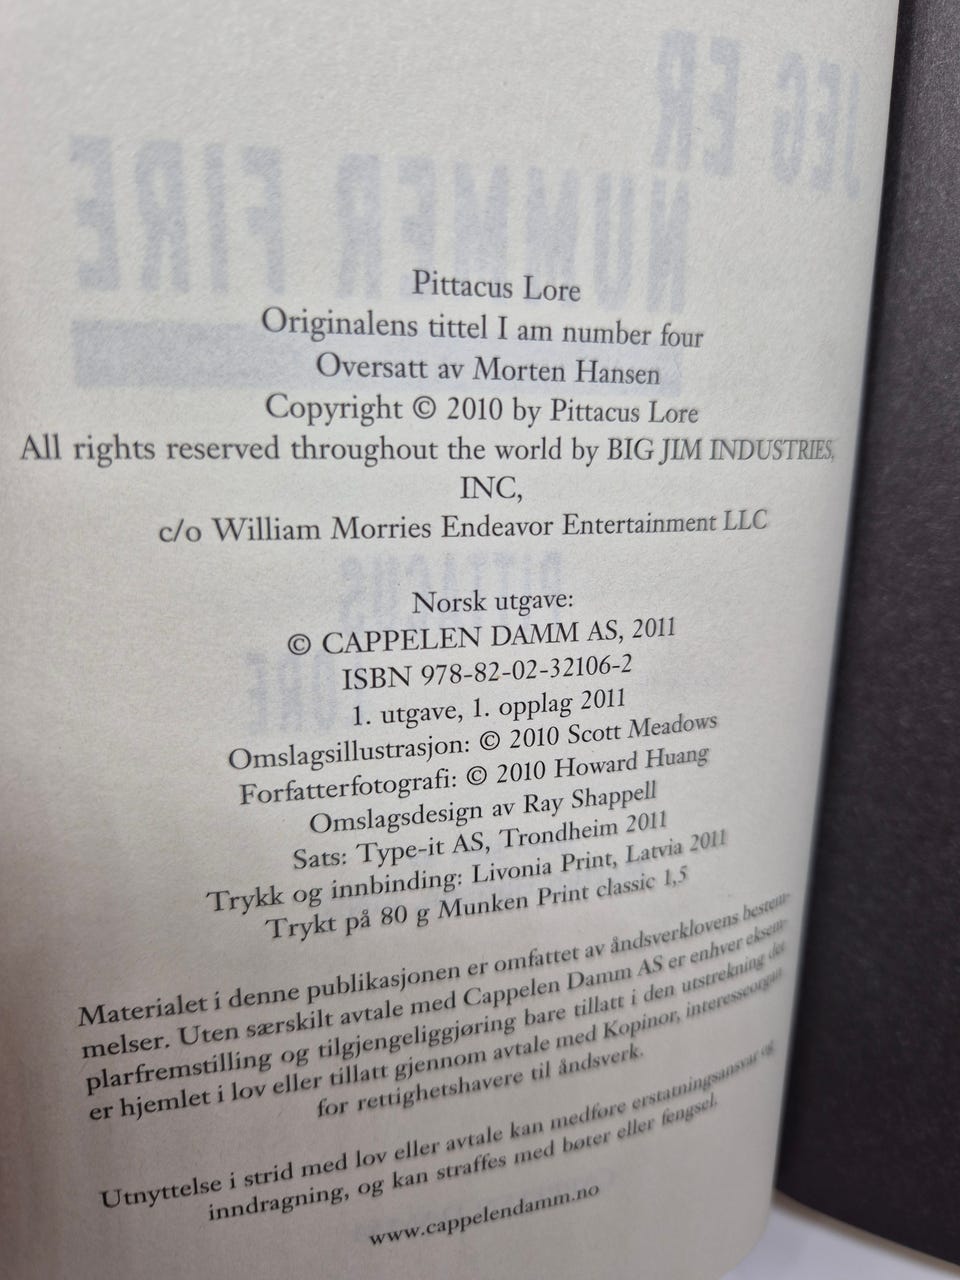 Pittacus Lore
Originalens tittel I am number four
Oversatt av Morten Hansen
Copyright © 2010 by Pittacus Lore
All rights reserved throughout the world by BIG JIM INDUSTRIES,
INC,
c/o William Morries Endeavor Entertainment LLC
Norsk utgave:
© CAPPELEN DAMM AS, 2011
ISBN 978-82-02-32106-2
1. utgave, 1. opplag 2011
Omslagsillustrasjon: © 2010 Scott Meadows
Forfatterfotografi: © 2010 Howard Huang
Omslagsdesign av Ray Shappell
Sats: Type-it AS, Trondheim 2011
Trykk og innbinding: Livonia Print, Latvia 2011
Trykt på 80 g Munken Print classic 1,5
Materialet i denne publikasjonen er omfattet av åndsverklovens bestem-
melser. Uten særskilt avtale med Cappelen Damm AS er enhver eksem-
plarfremstilling og tilgjengeliggjøring bare tillatt i den utstrekning det
er hjemlet i lov eller tillatt gjennom avtale med Kopinor, interesseorgan
for rettighetshavere til åndsverk.
Utnyttelse i strid med lov eller avtale kan medføre erstatningsansvar og
inndragning, og kan straffes med bøter eller fengsel.
www.cappelendamm.no
JEG ER
NUMMER FIRE
PITTACUS
LORE